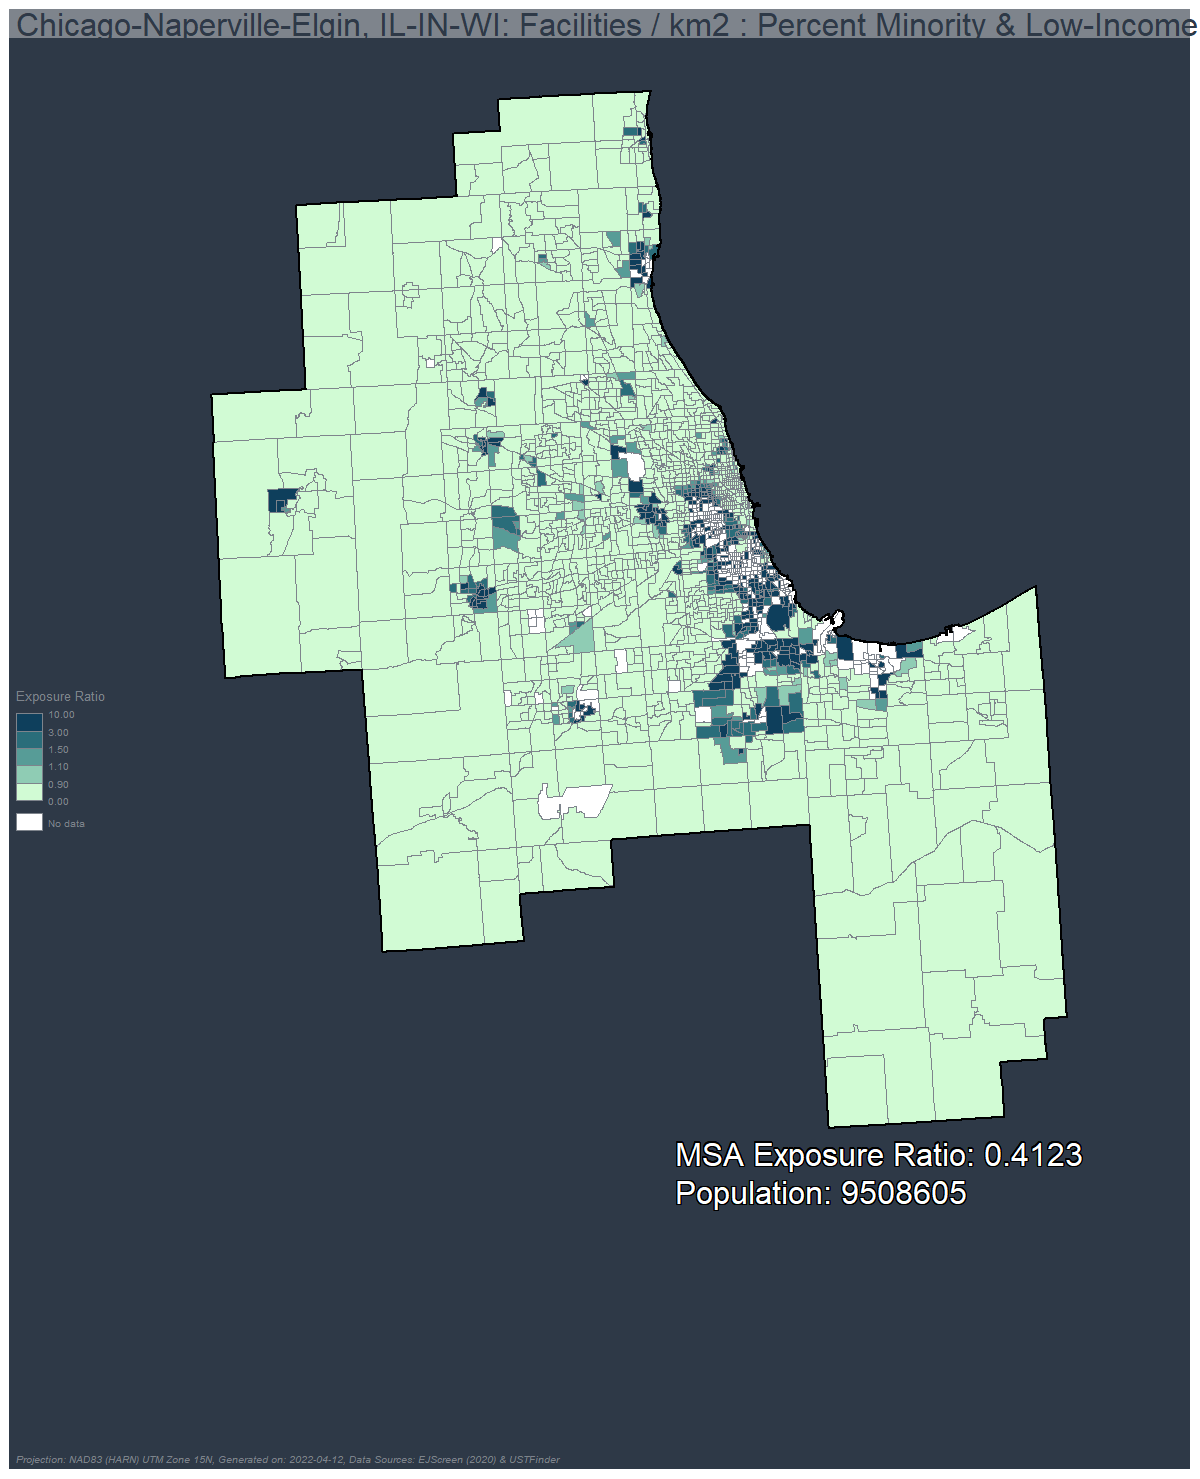 Chicago-Naperville-Elgin, IL-IN-WI: Facilities / km2 : Percent Minority & Low-Income
Exposure Ratio
10.00
3.00
1.50
1.10
0.90
0.00
No data
MSA Exposure Ratio: 0.4123
Population: 9508605
Projection: NAD83 (HARN) UTM Zone 15N, Generated on: 2022-04-12, Data Sources: EJScreen (2020) & USTFinder